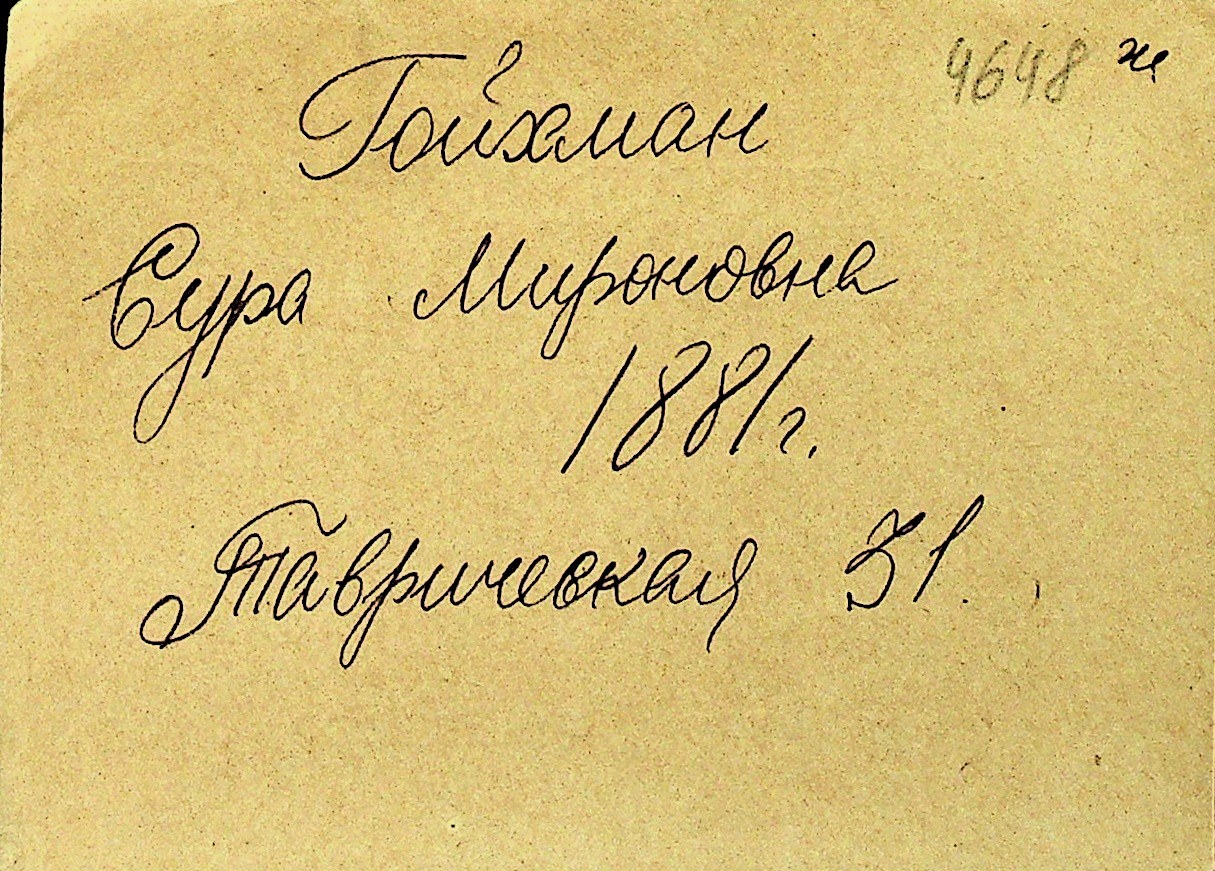 4648 ж
Гойхман
Сура Мироновна
1881г.
Таврическая 31.